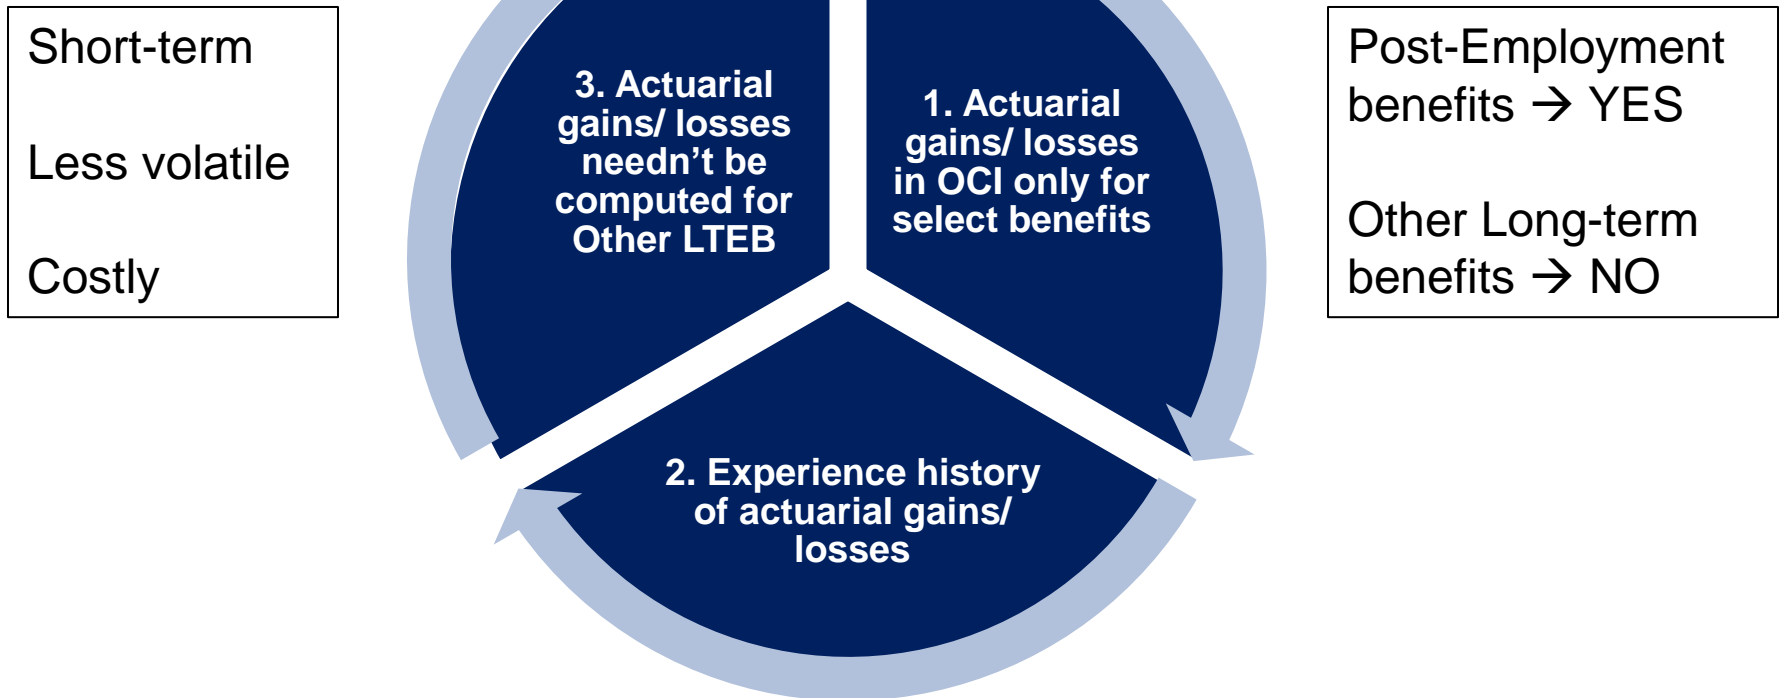 Short-term
Less volatile
Costly
3. Actuarial
gains/ losses
needn’t be
computed for
Other LTEB
1. Actuarial
gains/ losses
in OCI only for
select benefits
2. Experience history
of actuarial gains/
losses
Post-Employment
benefits → YES
Other Long-term
benefits → NO